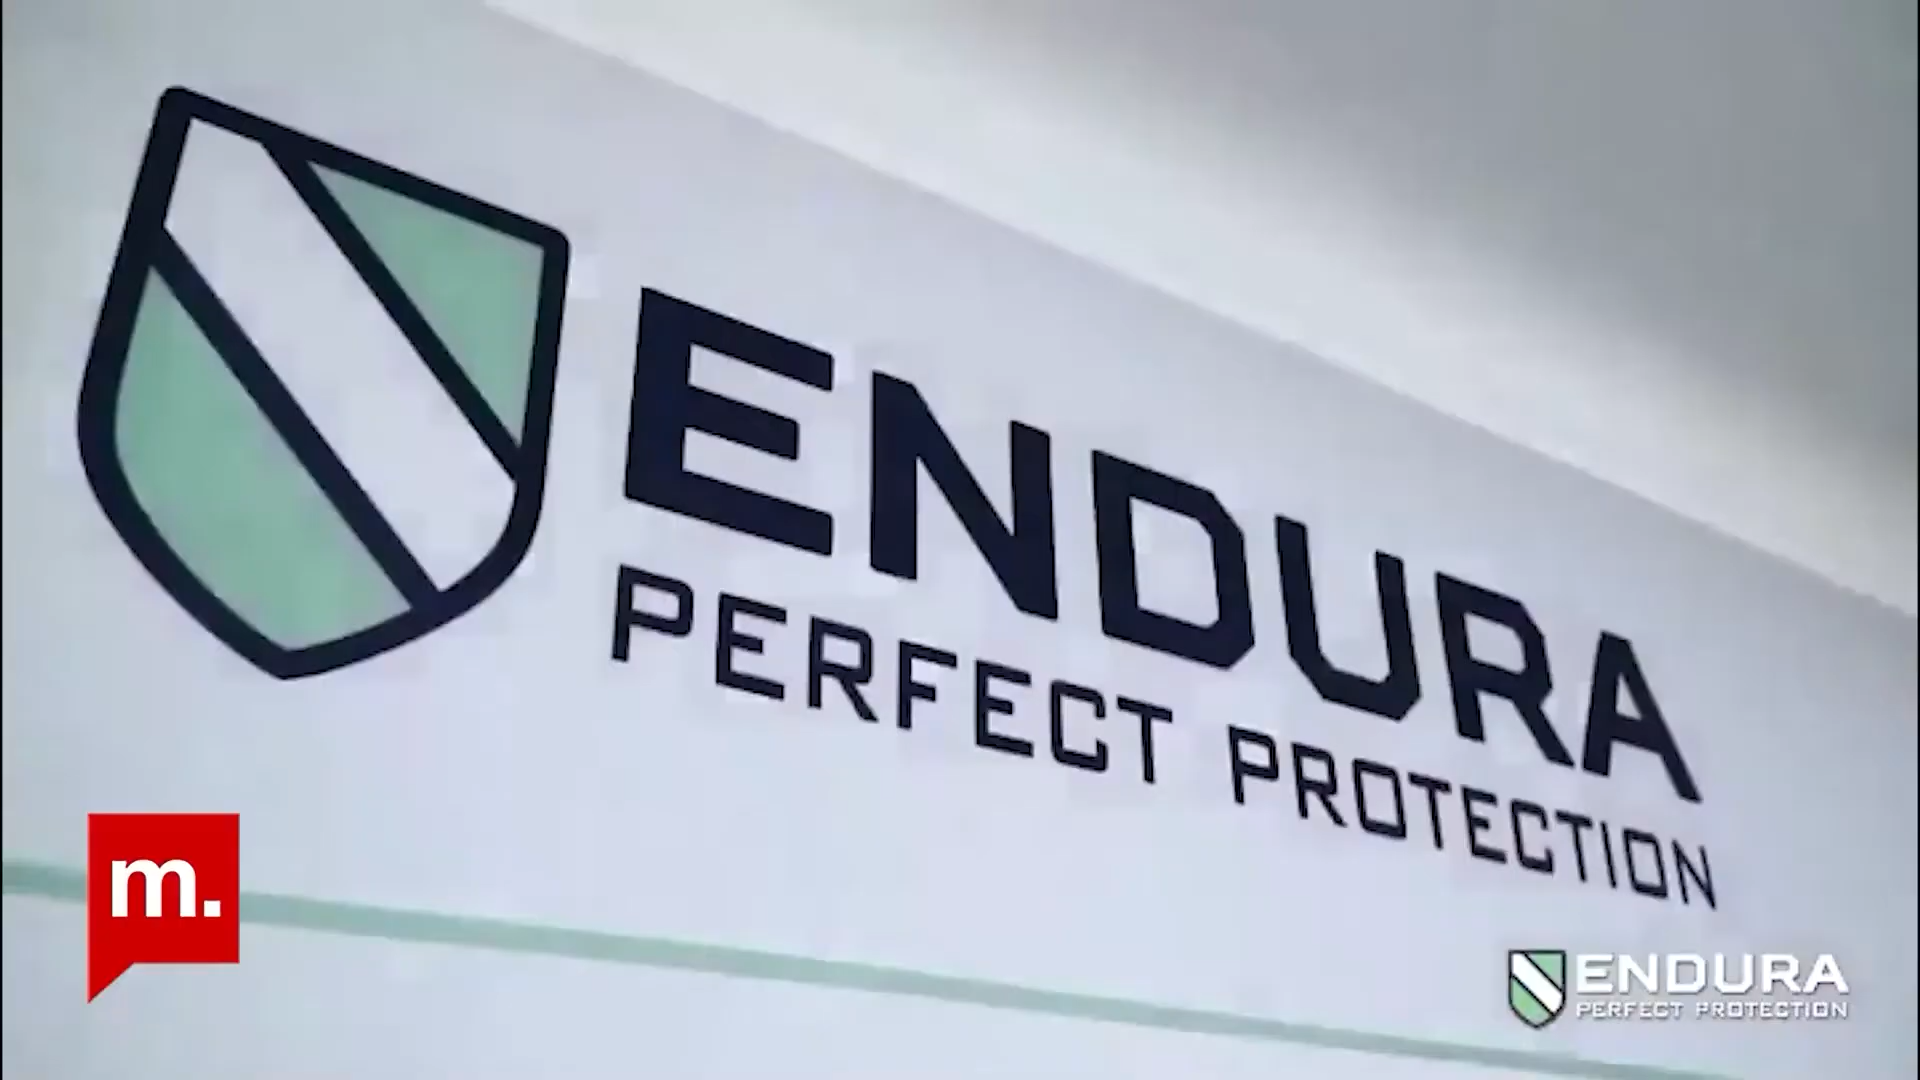 ENDURA
PERFECT PROTECTION
m.
ENDURA
PERFECT PROTECTION